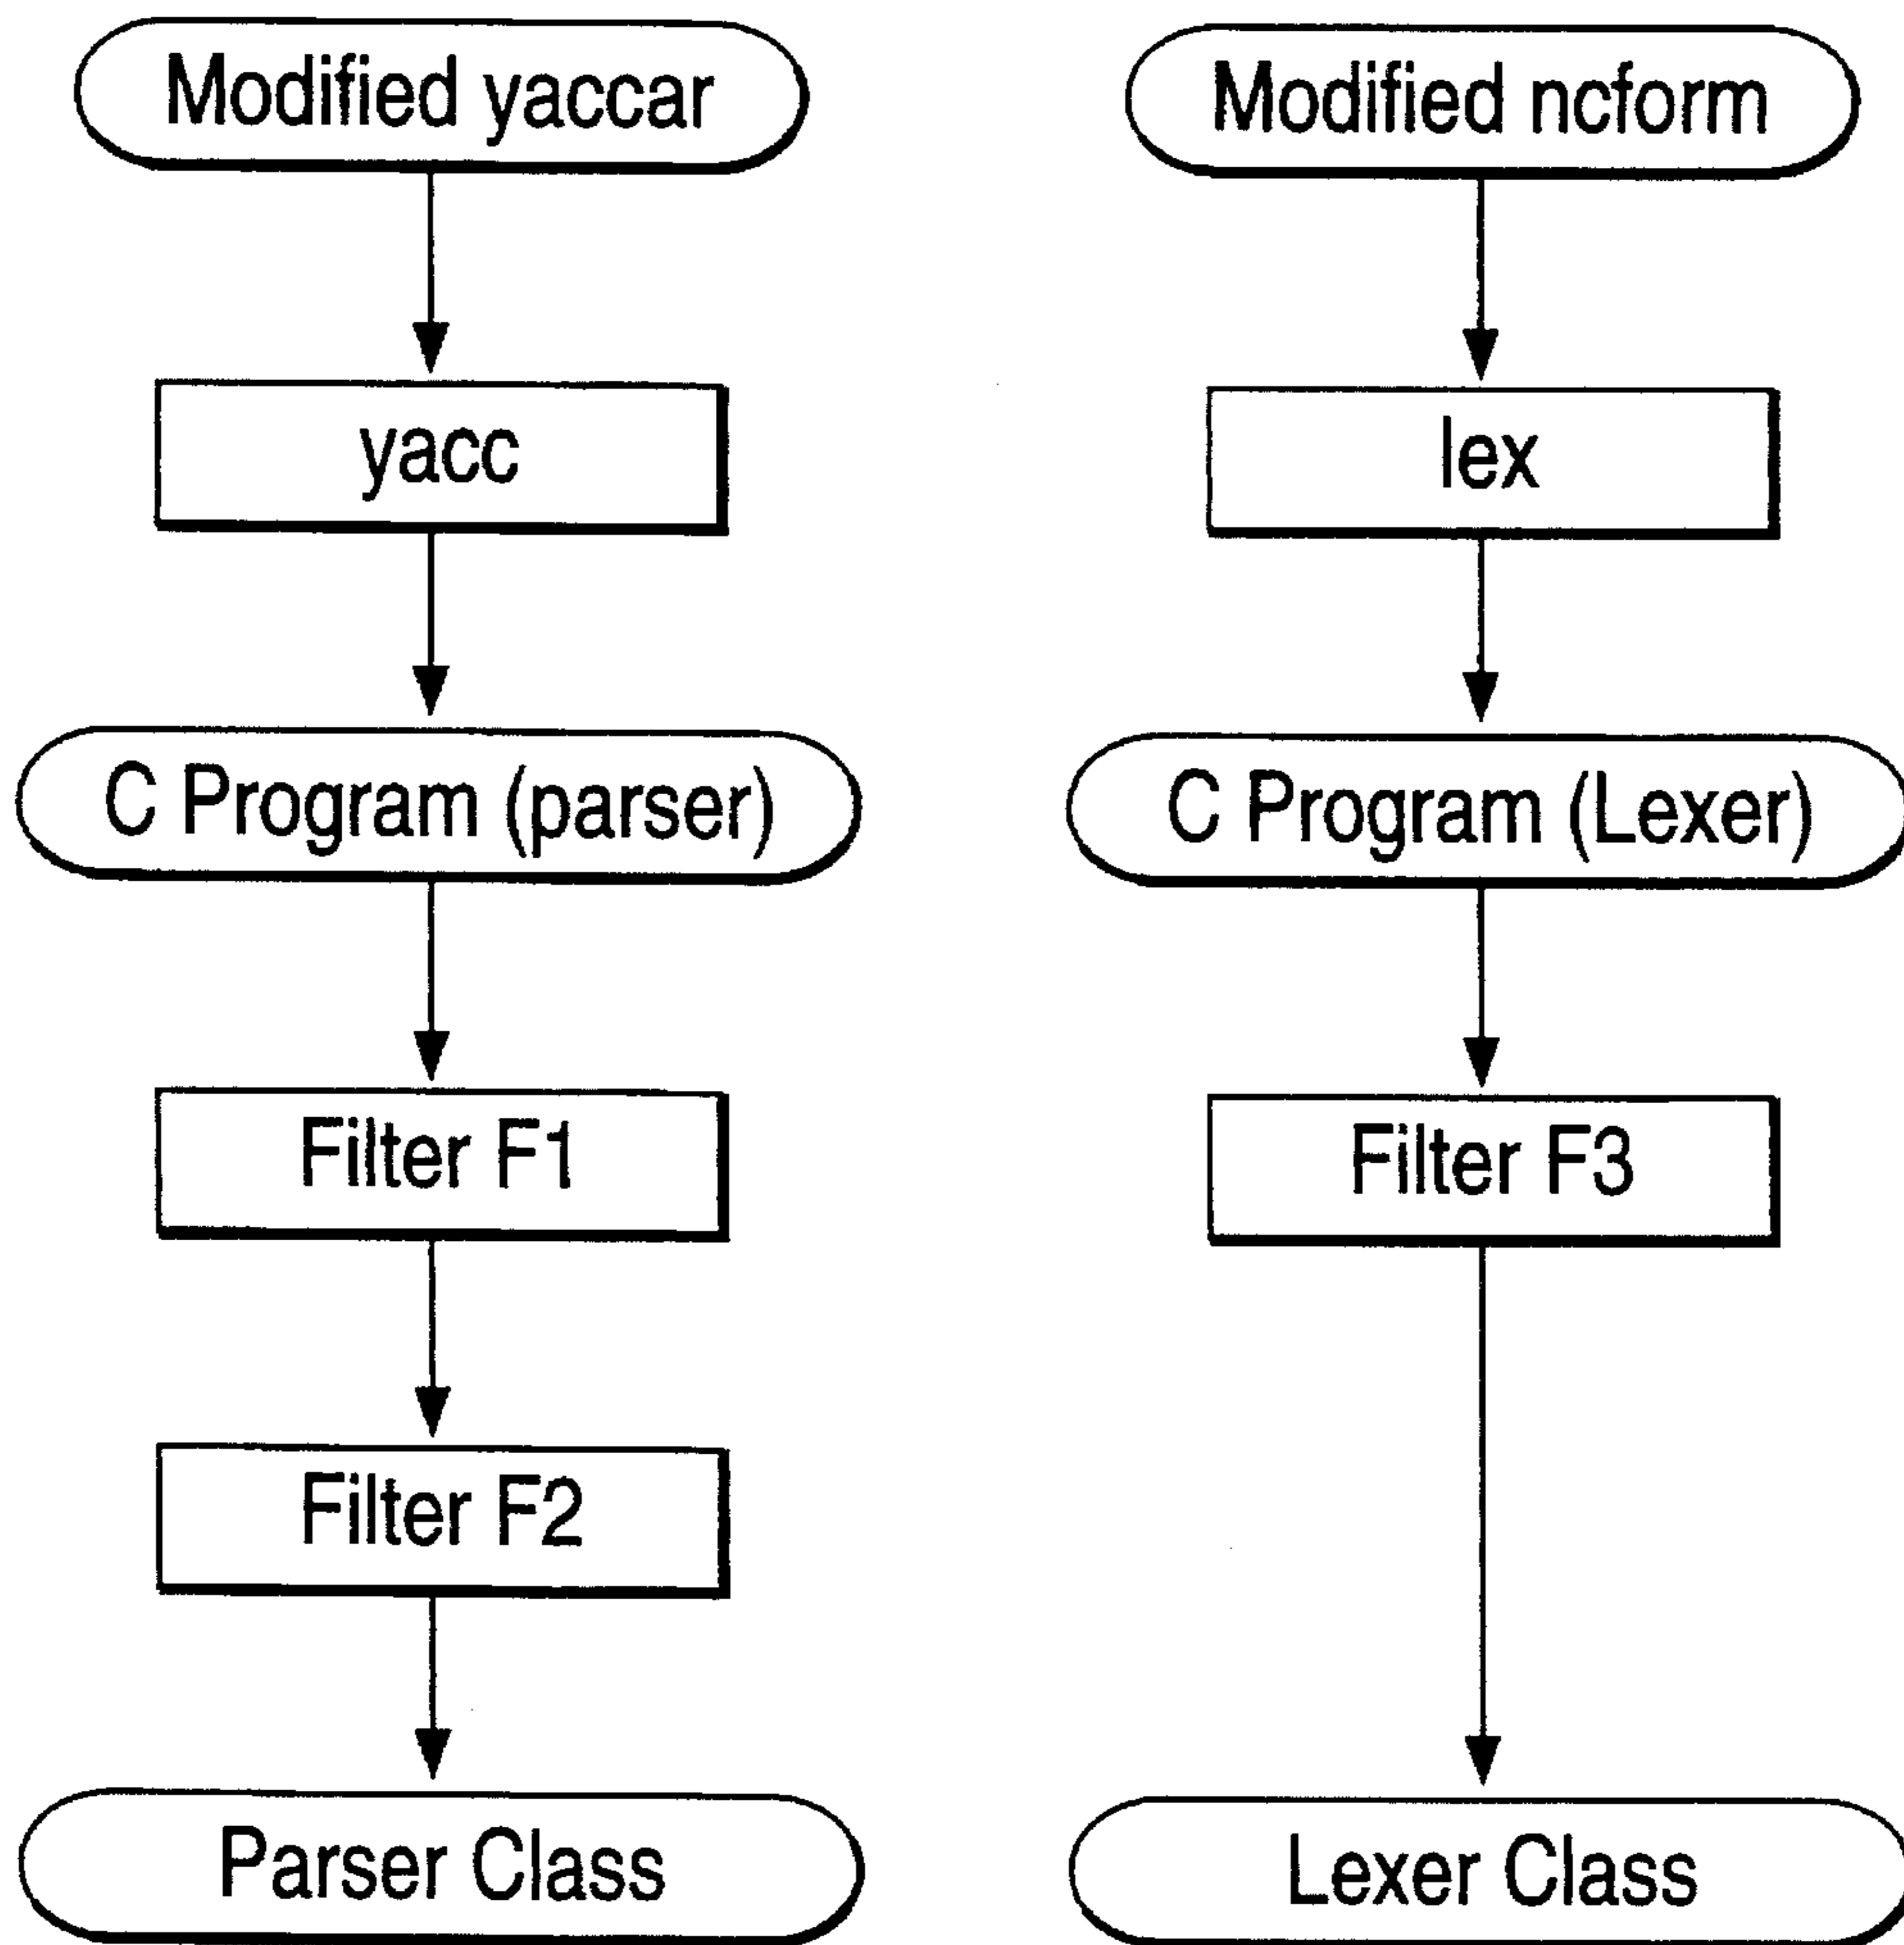 Modified yaccar
yacc
C Program (parser)
Filter F1
Filter F2
Parser Class
Modified ncform
lex
C Program (Lexer)
Filter F3
Lexer Class